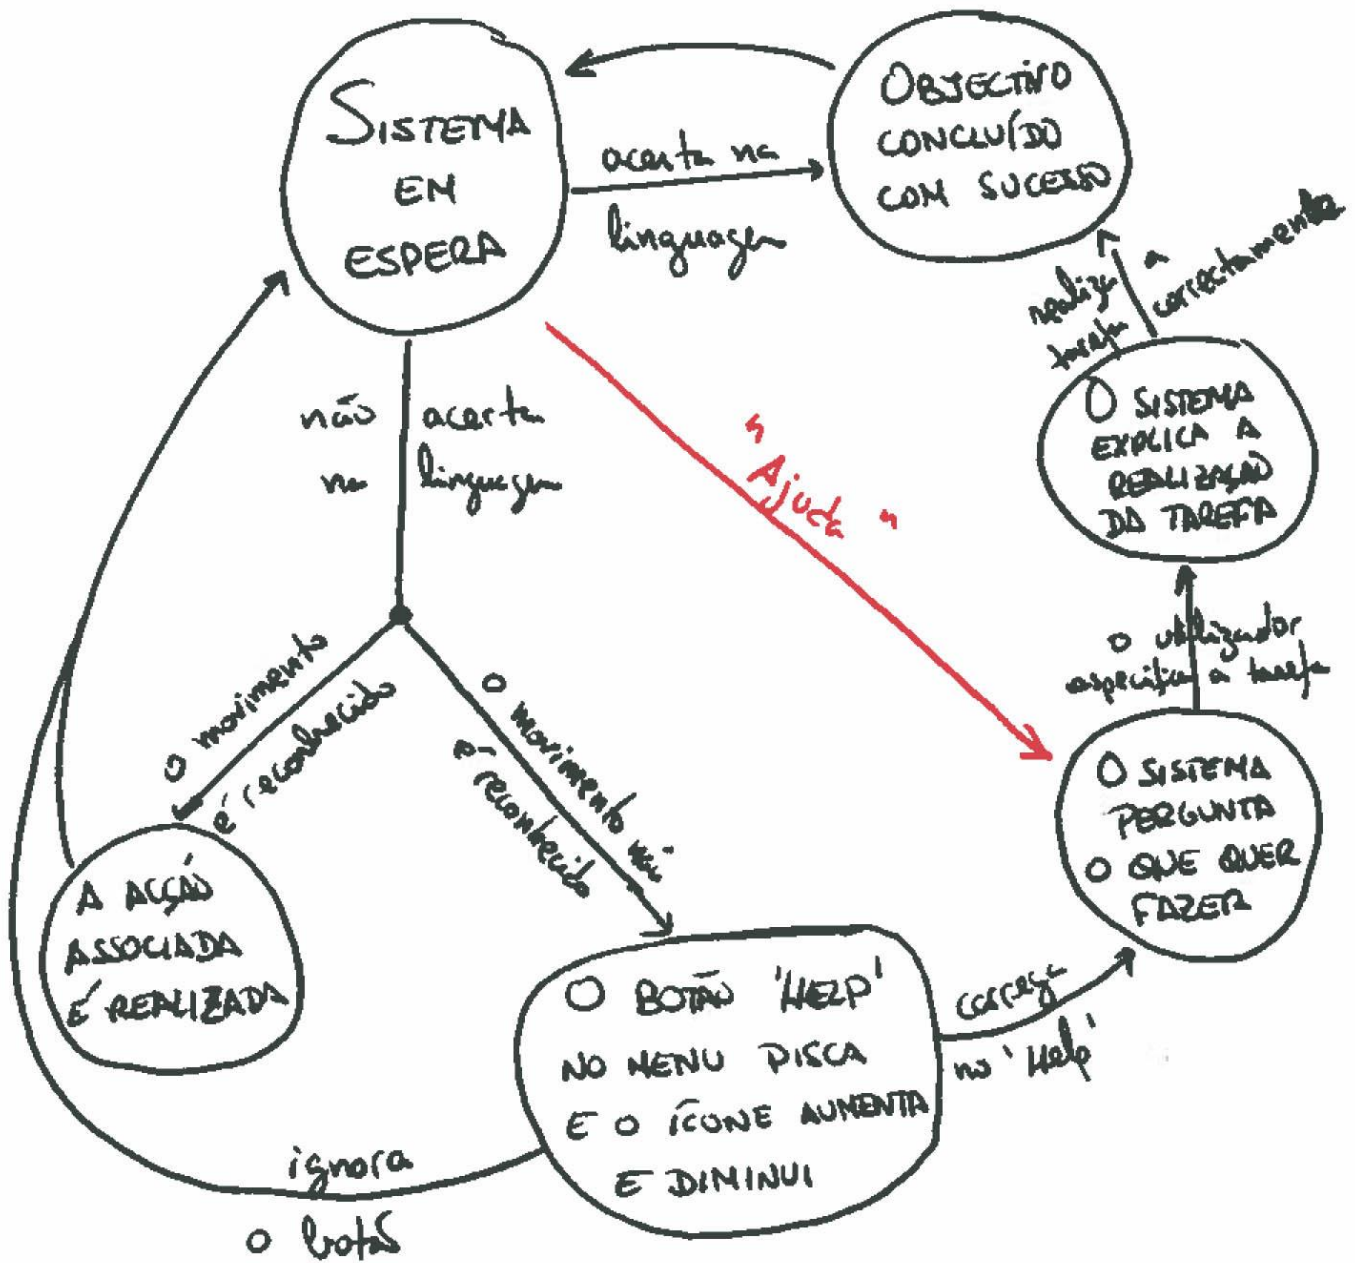 SISTEMA
EM
ESPERA
OBJECTIVO
CONCLUÍDO
COM SUCESSO
acerta na
linguagem
realiza a
tarefa correctamente
não acerta
na linguagem
"Ajuda"
O SISTEMA
EXPLICA A
REALIZAÇÃO
DA TAREFA
o utilizador
especifica a tarefa
o movimento
é reconhecido
o movimento não
é reconhecido
O SISTEMA
PERGUNTA
O QUE QUER
FAZER
A ACÇÃO
ASSOCIADA
É REALIZADA
O BOTÃO 'HELP'
NO MENU PISCA
E O ÍCONE AUMENTA
E DIMINUI
carrega
no 'Help'
ignora
o botão